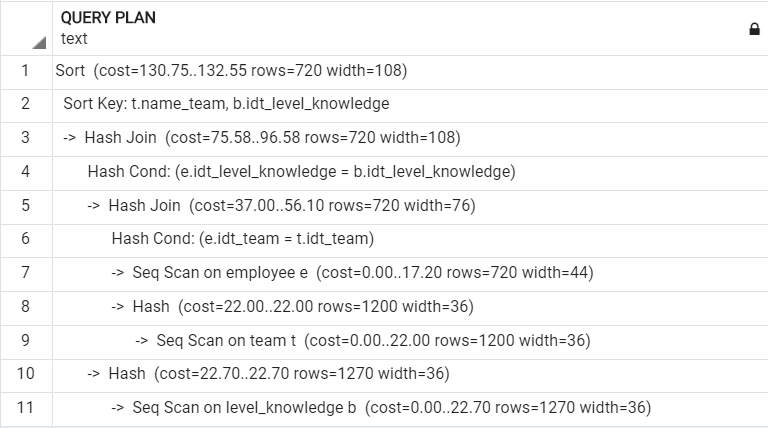 QUERY PLAN
text
1 Sort (cost=130.75..132.55 rows=720 width=108)
2 Sort Key: t.name_team, b.idt_level_knowledge
3 -> Hash Join (cost=75.58..96.58 rows=720 width=108)
4 Hash Cond: (e.idt_level_knowledge = b.idt_level_knowledge)
5 -> Hash Join (cost=37.00..56.10 rows=720 width=76)
6 Hash Cond: (e.idt_team = t.idt_team)
7 -> Seq Scan on employee e (cost=0.00..17.20 rows=720 width=44)
8 -> Hash (cost=22.00..22.00 rows=1200 width=36)
9 -> Seq Scan on team t (cost=0.00..22.00 rows=1200 width=36)
10 -> Hash (cost=22.70..22.70 rows=1270 width=36)
11 -> Seq Scan on level_knowledge b (cost=0.00..22.70 rows=1270 width=36)